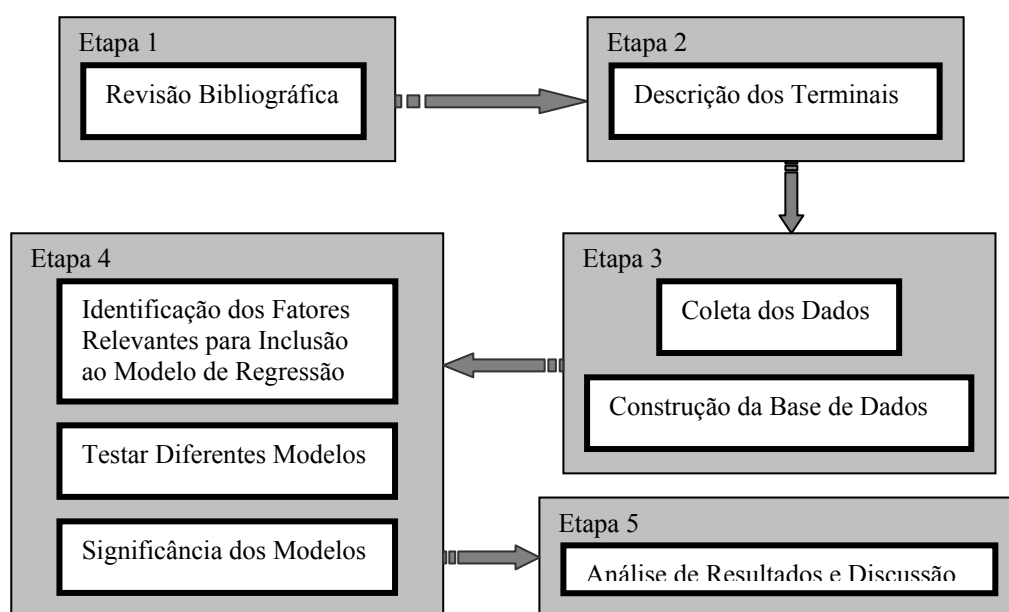 Etapa 1
Revisão Bibliográfica
Etapa 2
Descrição dos Terminais
Etapa 3
Coleta dos Dados
Construção da Base de Dados
Etapa 4
Identificação dos Fatores
Relevantes para Inclusão
ao Modelo de Regressão
Testar Diferentes Modelos
Significância dos Modelos
Etapa 5
Análise de Resultados e Discussão